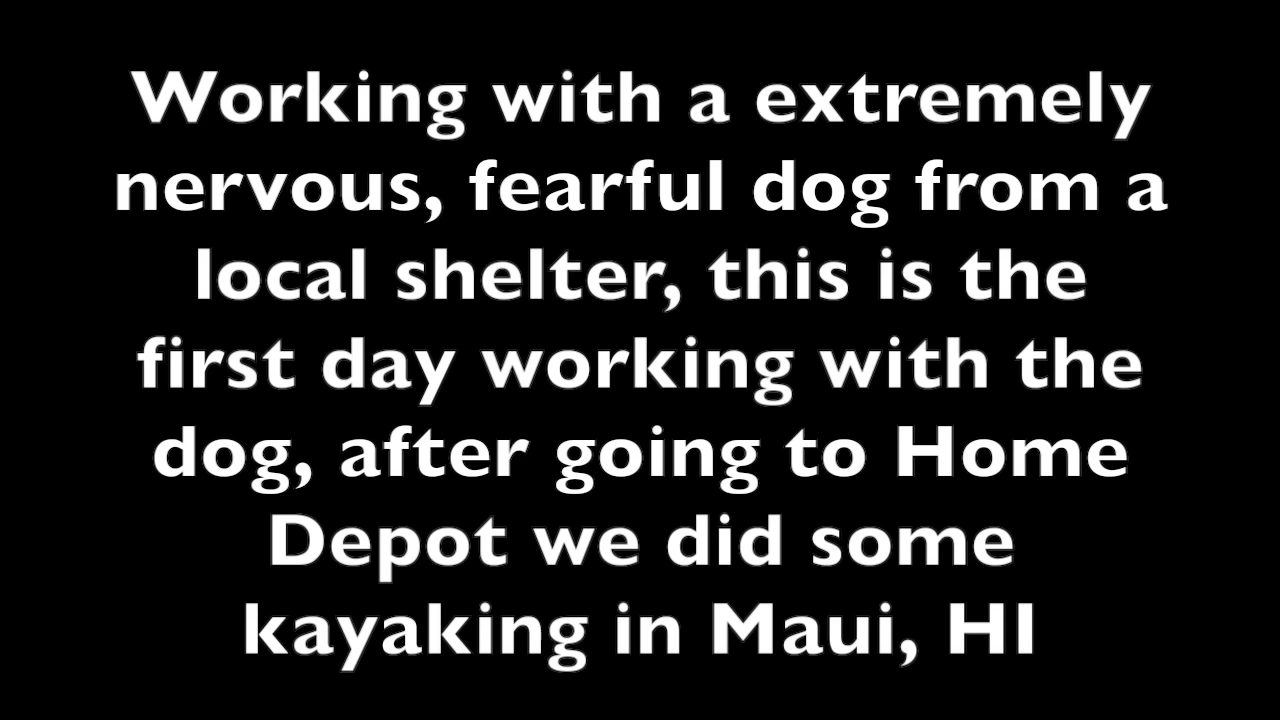 Working with a extremely
nervous, fearful dog from a
local shelter, this is the
first day working with the
dog, after going to Home
Depot we did some
kayaking in Maui, HI